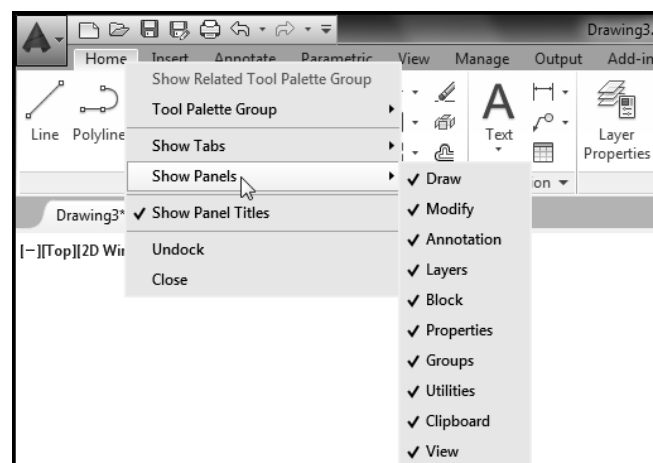 Drawing3.
Home Insert Annotate Parametric View Manage Output Add-in
Line Polyline
Text
Layer
Properties
Show Related Tool Palette Group
Tool Palette Group
Show Tabs
Show Panels
Show Panel Titles
Undock
Close
Draw
Modify
Annotation
Layers
Block
Properties
Groups
Utilities
Clipboard
View
ion
Drawing3*
[−][Top][2D Wir